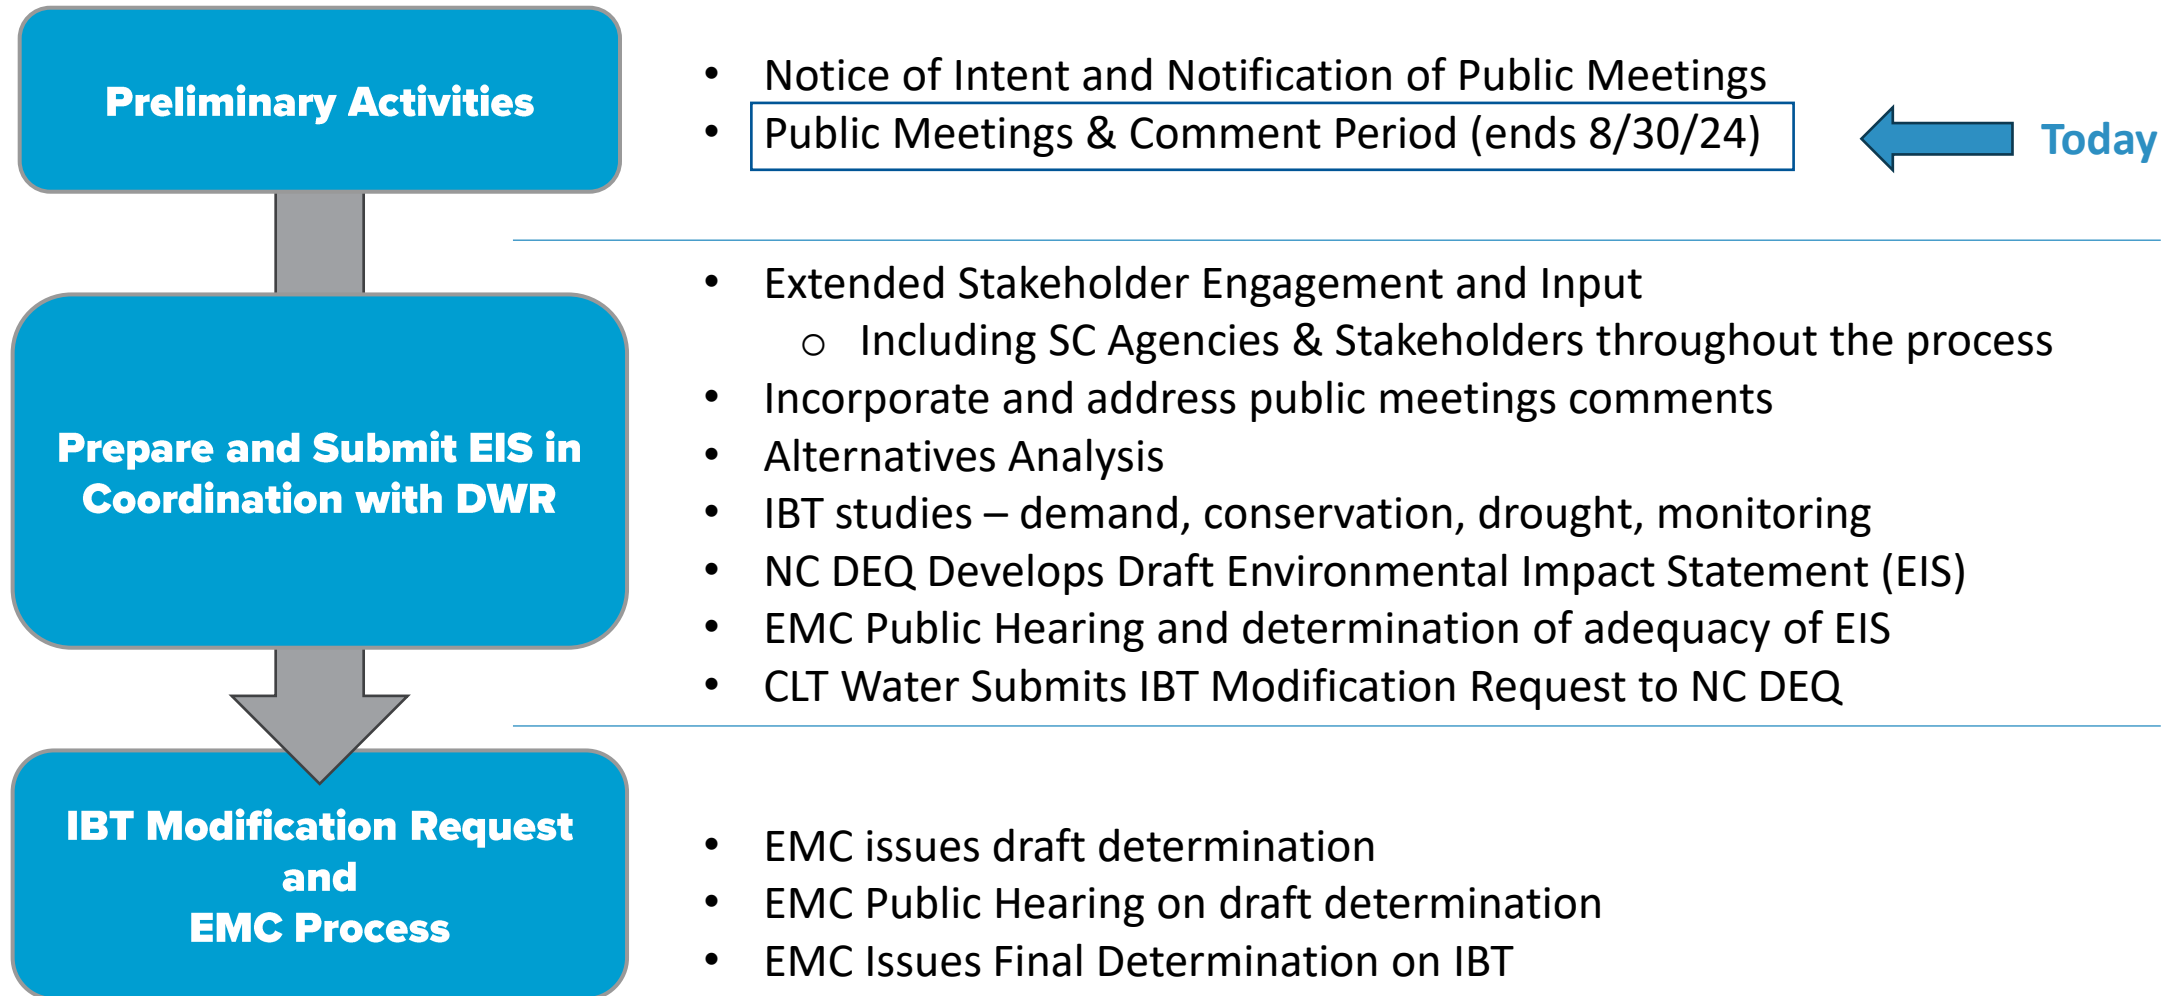 Preliminary Activities
• Notice of Intent and Notification of Public Meetings
• Public Meetings & Comment Period (ends 8/30/24)
Today
Prepare and Submit EIS in
Coordination with DWR
• Extended Stakeholder Engagement and Input
o Including SC Agencies & Stakeholders throughout the process
• Incorporate and address public meetings comments
• Alternatives Analysis
• IBT studies – demand, conservation, drought, monitoring
• NC DEQ Develops Draft Environmental Impact Statement (EIS)
• EMC Public Hearing and determination of adequacy of EIS
• CLT Water Submits IBT Modification Request to NC DEQ
IBT Modification Request
and
EMC Process
• EMC issues draft determination
• EMC Public Hearing on draft determination
• EMC Issues Final Determination on IBT